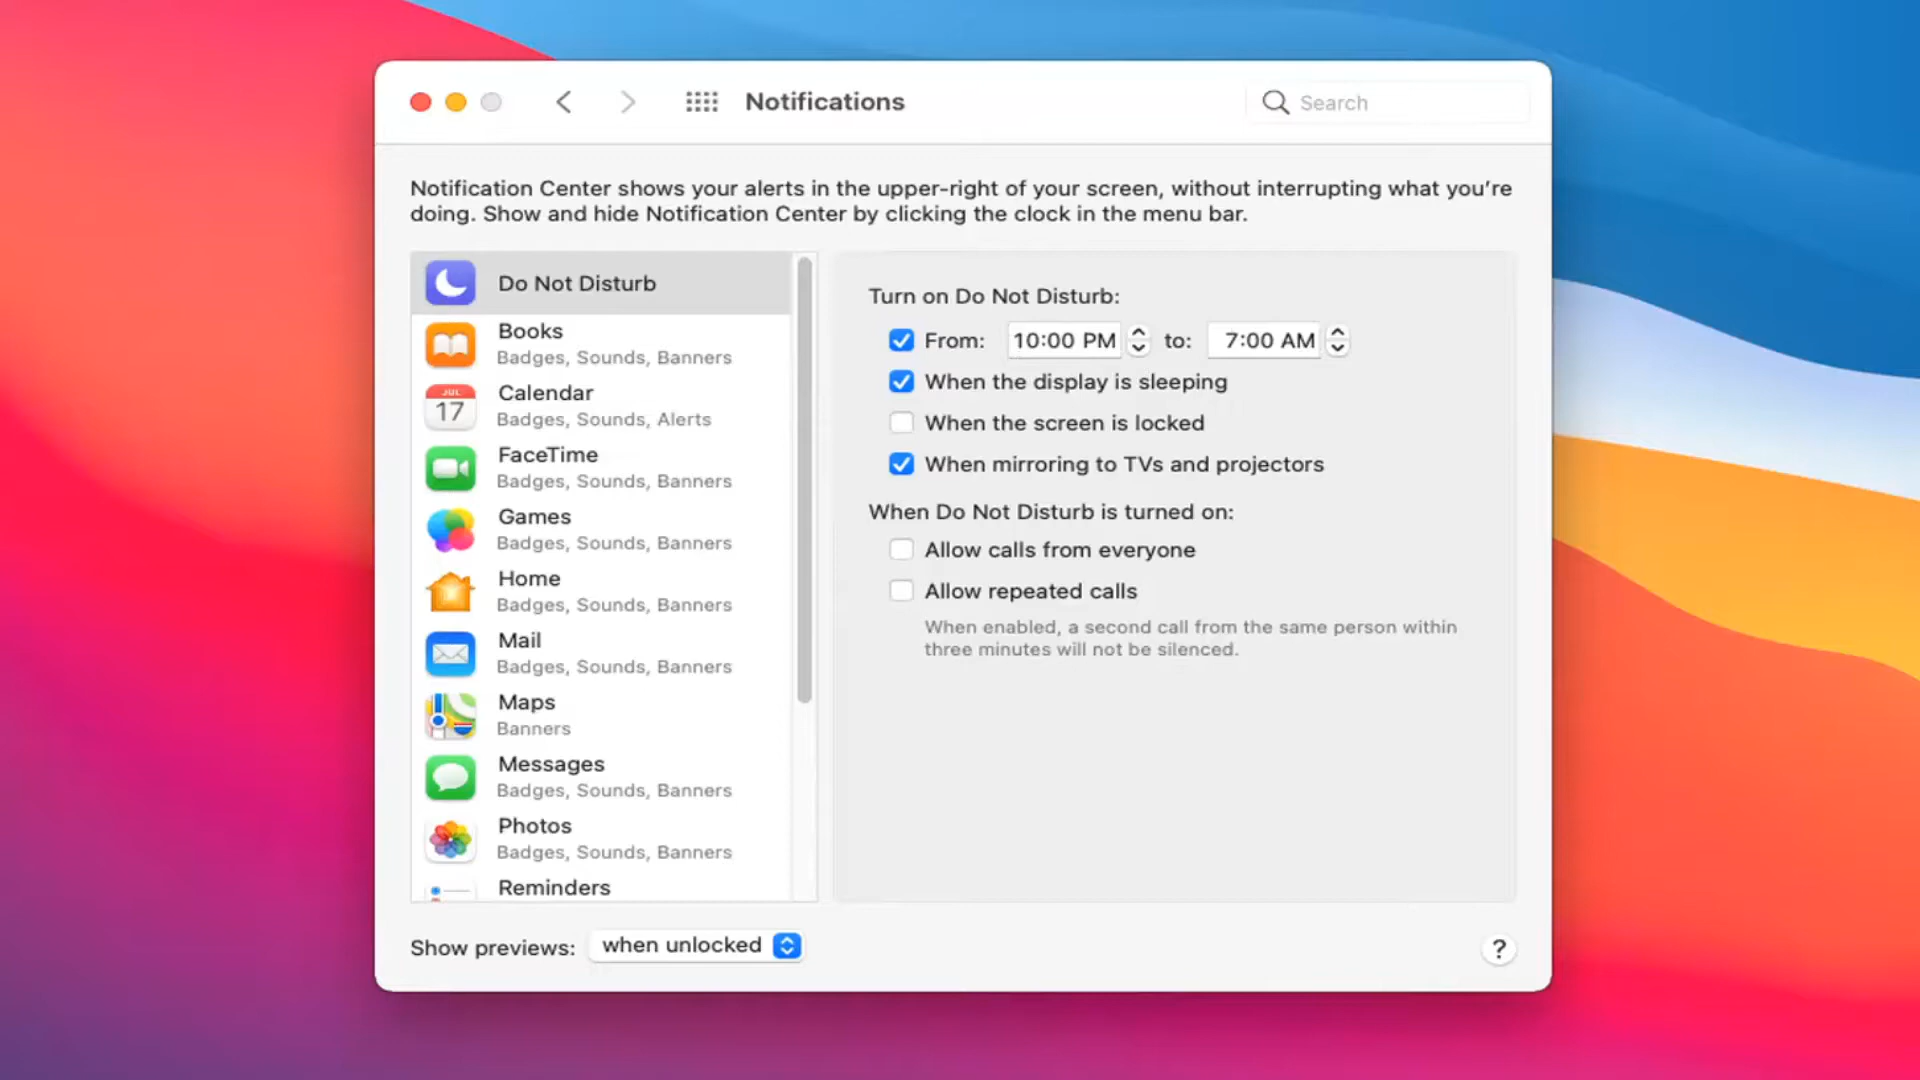 Notifications
Search
Notification Center shows your alerts in the upper-right of your screen, without interrupting what you’re
doing. Show and hide Notification Center by clicking the clock in the menu bar.
Do Not Disturb
Books
Badges, Sounds, Banners
JUL
17
Calendar
Badges, Sounds, Alerts
FaceTime
Badges, Sounds, Banners
Games
Badges, Sounds, Banners
Home
Badges, Sounds, Banners
Mail
Badges, Sounds, Banners
Maps
Banners
Messages
Badges, Sounds, Banners
Photos
Badges, Sounds, Banners
Reminders
Turn on Do Not Disturb:
From: 10:00 PM to: 7:00 AM
When the display is sleeping
When the screen is locked
When mirroring to TVs and projectors
When Do Not Disturb is turned on:
Allow calls from everyone
Allow repeated calls
When enabled, a second call from the same person within
three minutes will not be silenced.
Show previews: when unlocked
?